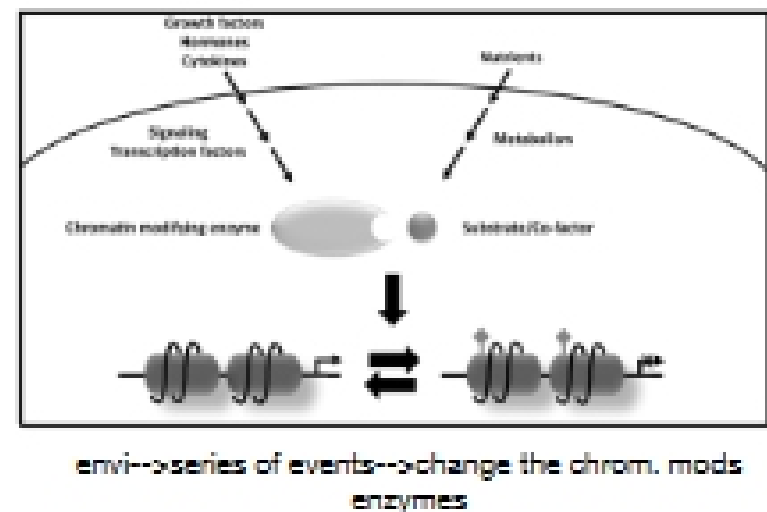 Growth factors
Hormones
Cytokines
Nutrients
Signaling
Transcription factors
Metabolism
Chromatin modifying enzyme
Substrate/Co-factor
envi-->series of events-->change the chrom. mods
enzymes